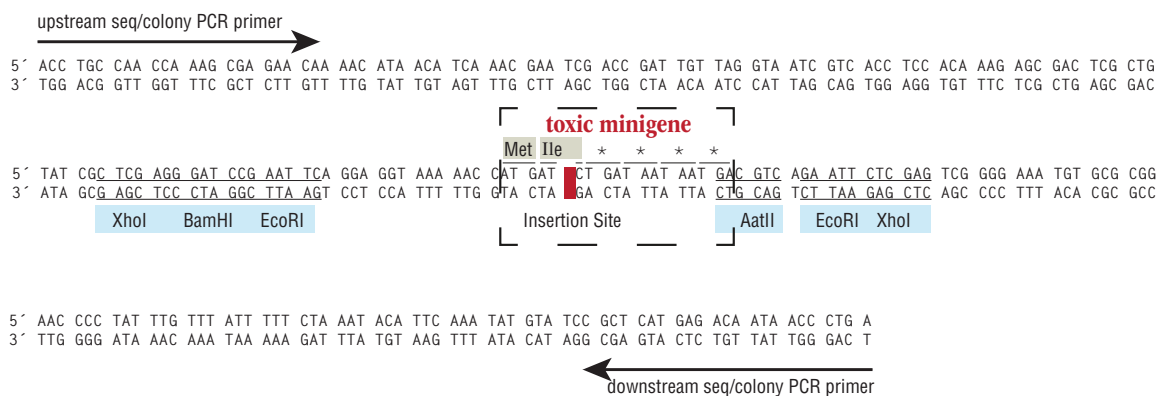 upstream seq/colony PCR primer
5´ ACC TGC CAA CCA AAG CGA GAA CAA AAC ATA ACA TCA AAC GAA TCG ACC GAT TGT TAG GTA ATC GTC ACC TCC ACA AAG AGC GAC TCG CTG
3´ TGG ACG GTT GGT TTC GCT CTT GTT TTG TAT TGT AGT TTG CTT AGC TGG CTA ACA ATC CAT TAG CAG TGG AGG TGT TTC TCG CTG AGC GAC
toxic minigene
Met Ile * * * *
5´ TAT CGC TCG AGG GAT CCG AAT TCA GGA GGT AAA AAC CAT GAT CT GAT AAT AAT GAC GTC AGA ATT CTC GAG TCG GGG AAA TGT GCG CGG
3´ ATA GCG AGC TCC CTA GGC TTA AGT CCT CCA TTT TTG GTA CTA GA CTA TTA TTA CTG CAG TCT TAA GAG CTC AGC CCC TTT ACA CGC GCC
XhoI BamHI EcoRI Insertion Site AatII EcoRI XhoI
5´ AAC CCC TAT TTG TTT ATT TTT CTA AAT ACA TTC AAA TAT GTA TCC GCT CAT GAG ACA ATA ACC CTG A
3´ TTG GGG ATA AAC AAA TAA AAA GAT TTA TGT AAG TTT ATA CAT AGG CGA GTA CTC TGT TAT TGG GAC T
downstream seq/colony PCR primer